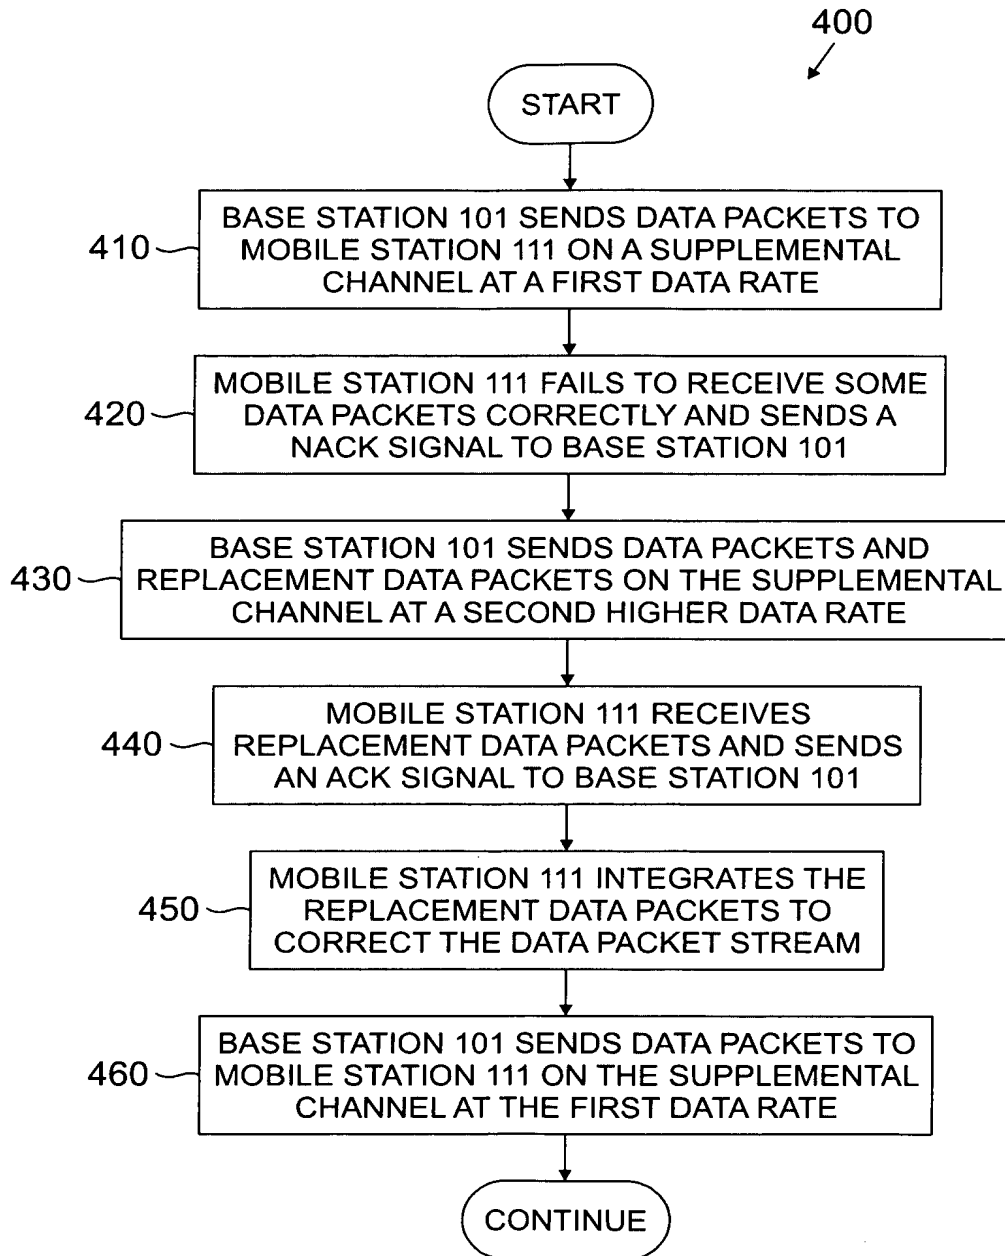 400
START
410
BASE STATION 101 SENDS DATA PACKETS TO
MOBILE STATION 111 ON A SUPPLEMENTAL
CHANNEL AT A FIRST DATA RATE
420
MOBILE STATION 111 FAILS TO RECEIVE SOME
DATA PACKETS CORRECTLY AND SENDS A
NACK SIGNAL TO BASE STATION 101
430
BASE STATION 101 SENDS DATA PACKETS AND
REPLACEMENT DATA PACKETS ON THE SUPPLEMENTAL
CHANNEL AT A SECOND HIGHER DATA RATE
440
MOBILE STATION 111 RECEIVES
REPLACEMENT DATA PACKETS AND SENDS
AN ACK SIGNAL TO BASE STATION 101
450
MOBILE STATION 111 INTEGRATES THE
REPLACEMENT DATA PACKETS TO
CORRECT THE DATA PACKET STREAM
460
BASE STATION 101 SENDS DATA PACKETS TO
MOBILE STATION 111 ON THE SUPPLEMENTAL
CHANNEL AT THE FIRST DATA RATE
CONTINUE